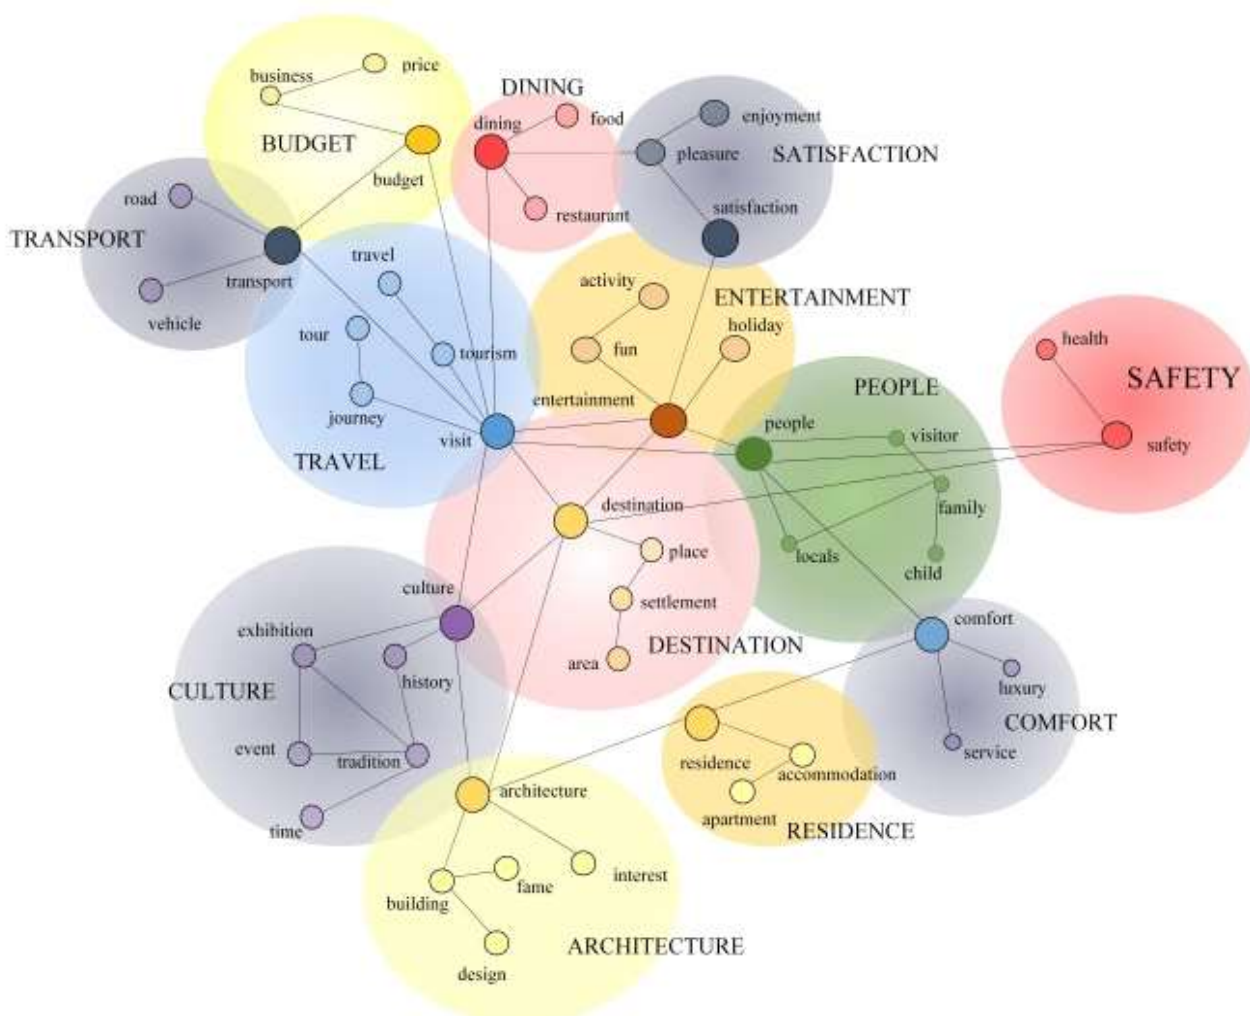 business
price
BUDGET
budget
DINING
dining
food
restaurant
enjoyment
pleasure
SATISFACTION
satisfaction
road
TRANSPORT
transport
vehicle
travel
tour
tourism
journey
visit
TRAVEL
activity
ENTERTAINMENT
holiday
fun
entertainment
PEOPLE
people
visitor
family
locals
child
health
SAFETY
safety
destination
place
settlement
DESTINATION
area
culture
exhibition
history
CULTURE
event
tradition
time
comfort
luxury
COMFORT
service
residence
accommodation
apartment
RESIDENCE
architecture
interest
fame
building
ARCHITECTURE
design